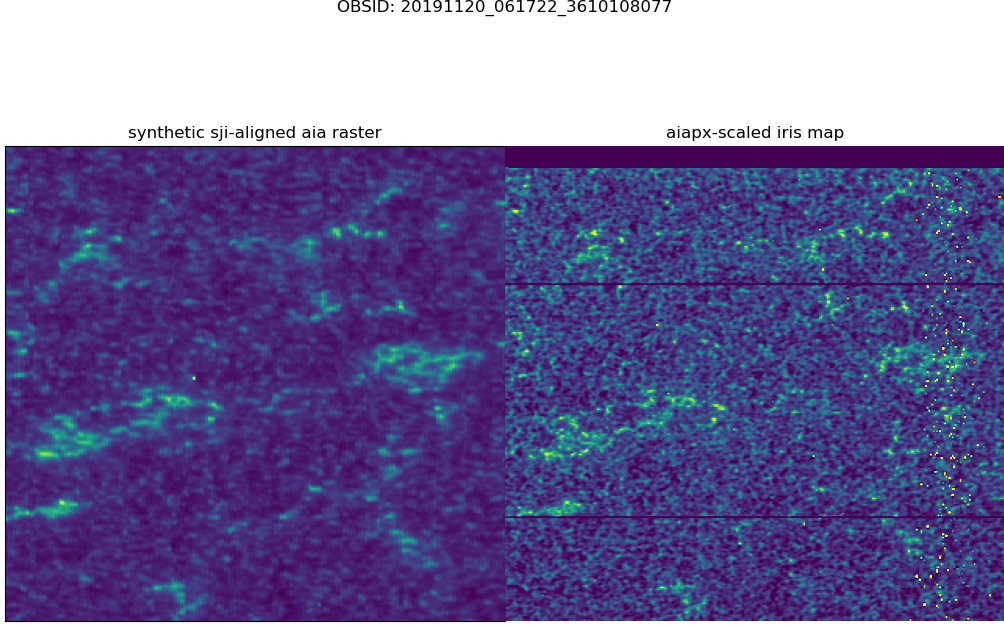 OBSID: 20191120_061722_3610108077
synthetic sji-aligned aia raster
aiapx-scaled iris map